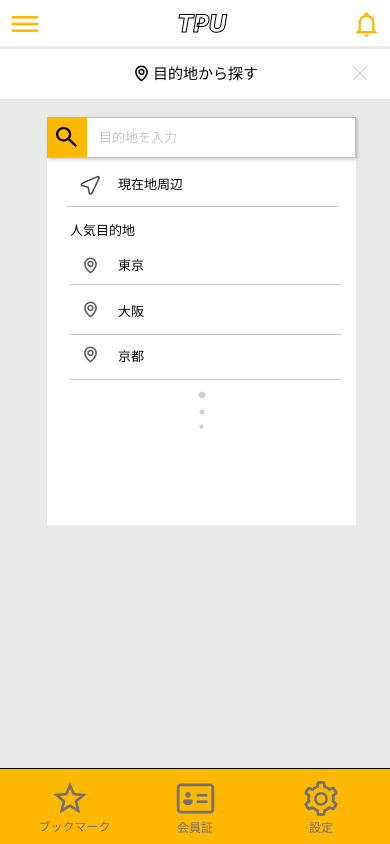 TPU
目的地から探す
目的地を入力
現在地周辺
人気目的地
東京
大阪
京都
ブックマーク
会員証
設定